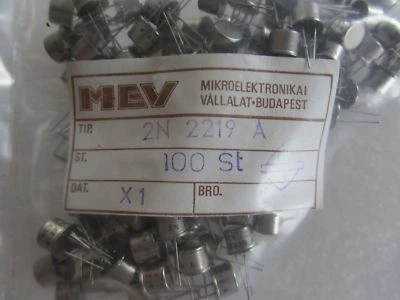 MEV
MIKROELEKTRONIKAI
VÁLLALAT·BUDAPEST
TIP. 2N 2219 A
ST. 100 St
DAT. X1 BRO.